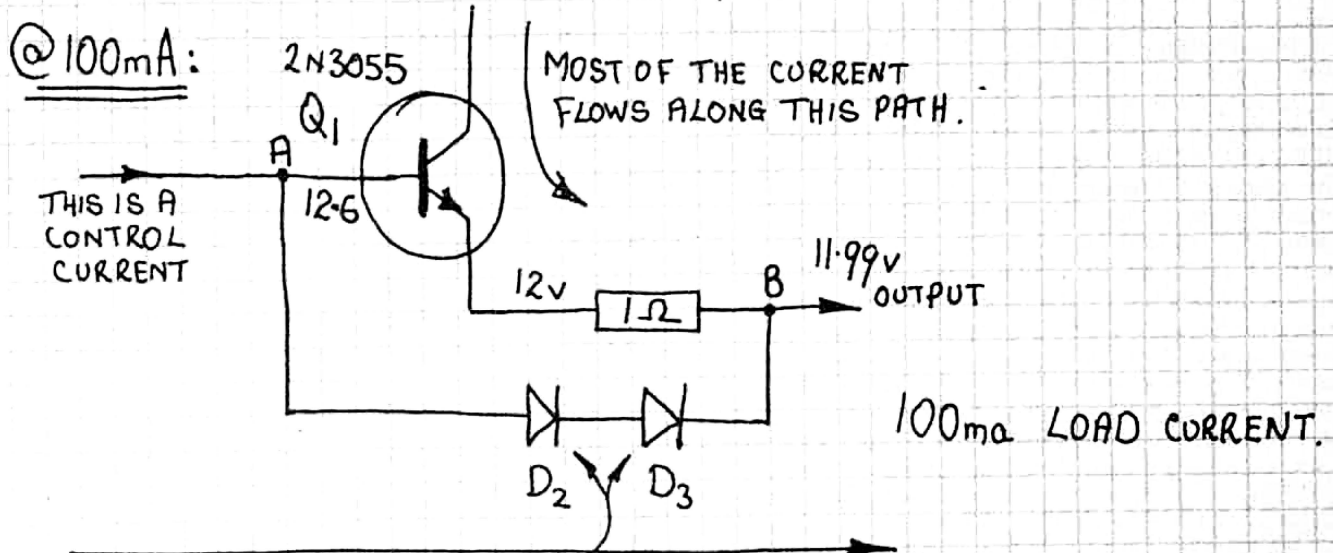 @100mA:
2N3055
Q1
MOST OF THE CURRENT
FLOWS ALONG THIS PATH.
A
THIS IS A
CONTROL
CURRENT
12.6
12v
1Ω
B
11.99v
OUTPUT
100ma LOAD CURRENT.
D2
D3